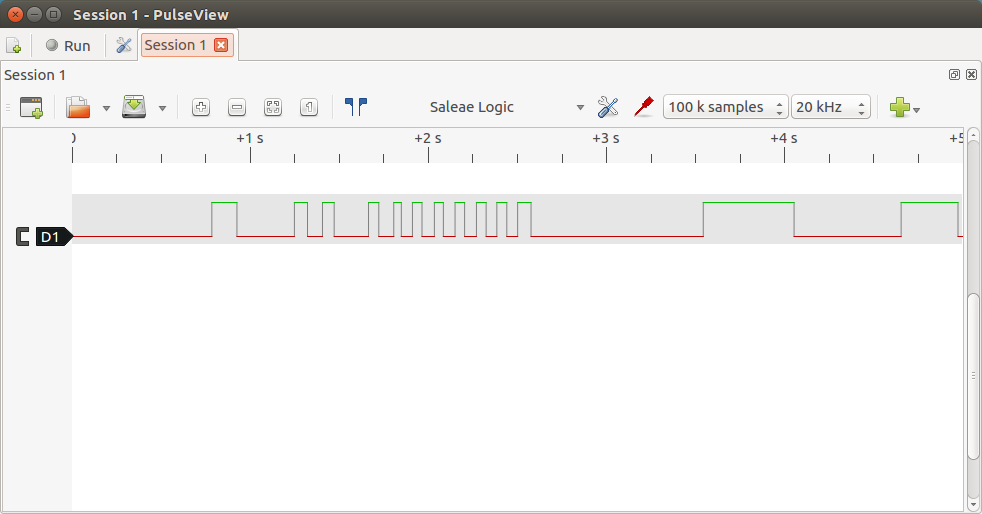 Session 1 - PulseView
Run
Session 1
Session 1
Saleae Logic
100 k samples
20 kHz
0 +1 s +2 s +3 s +4 s +5
D1